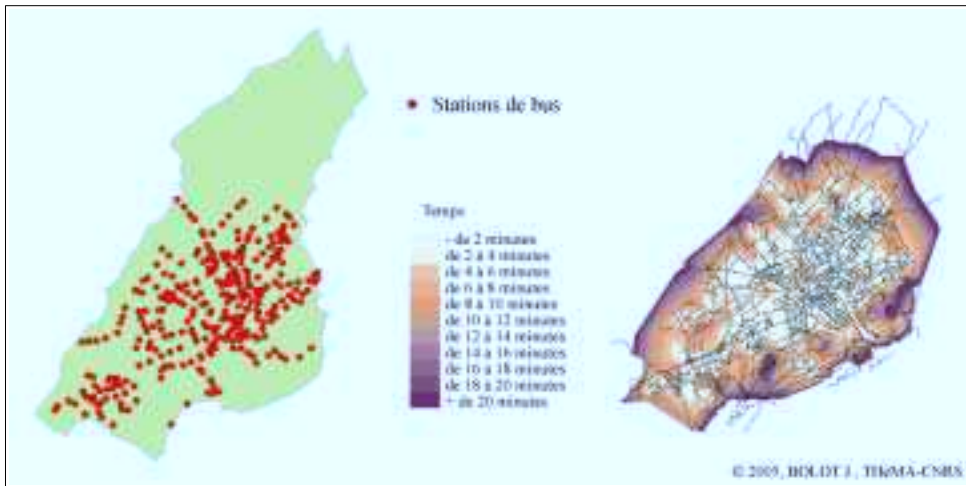 Stations de bus
Temps
- de 2 minutes
de 2 à 4 minutes
de 4 à 6 minutes
de 6 à 8 minutes
de 8 à 10 minutes
de 10 à 12 minutes
de 12 à 14 minutes
de 14 à 16 minutes
de 16 à 18 minutes
de 18 à 20 minutes
+ de 20 minutes
© 2005, BOLOT J., ThéMA-CNRS